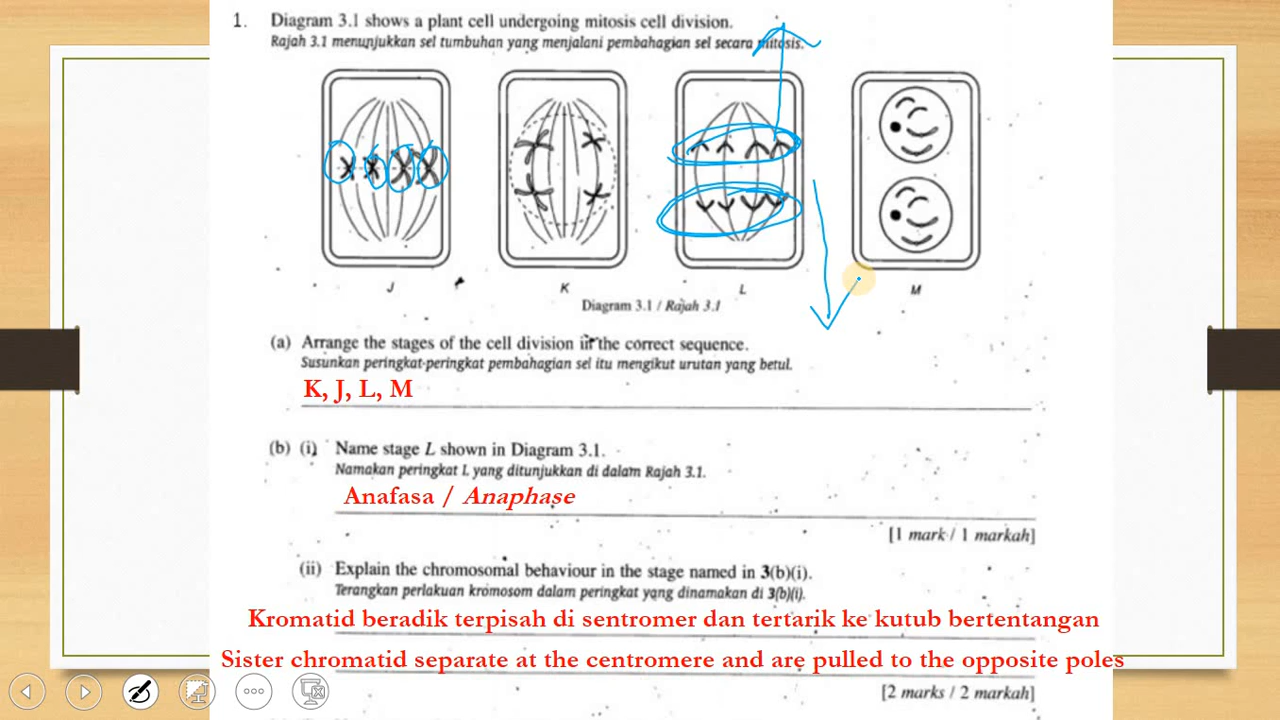 1. Diagram 3.1 shows a plant cell undergoing mitosis cell division.
Rajah 3.1 menunjukkan sel tumbuhan yang menjalani pembahagian sel secara mitosis.
J K L M
Diagram 3.1 / Rajah 3.1
(a) Arrange the stages of the cell division in the correct sequence.
Susunkan peringkat-peringkat pembahagian sel itu mengikut urutan yang betul.
K, J, L, M
(b) (i) Name stage L shown in Diagram 3.1.
Namakan peringkat L yang ditunjukkan di dalam Rajah 3.1.
Anafasa / Anaphase
[1 mark / 1 markah]
(ii) Explain the chromosomal behaviour in the stage named in 3(b)(i).
Terangkan perlakuan kromosom dalam peringkat yang dinamakan di 3(b)(i).
Kromatid beradik terpisah di sentromer dan tertarik ke kutub bertentangan
Sister chromatid separate at the centromere and are pulled to the opposite poles
[2 marks / 2 markah]